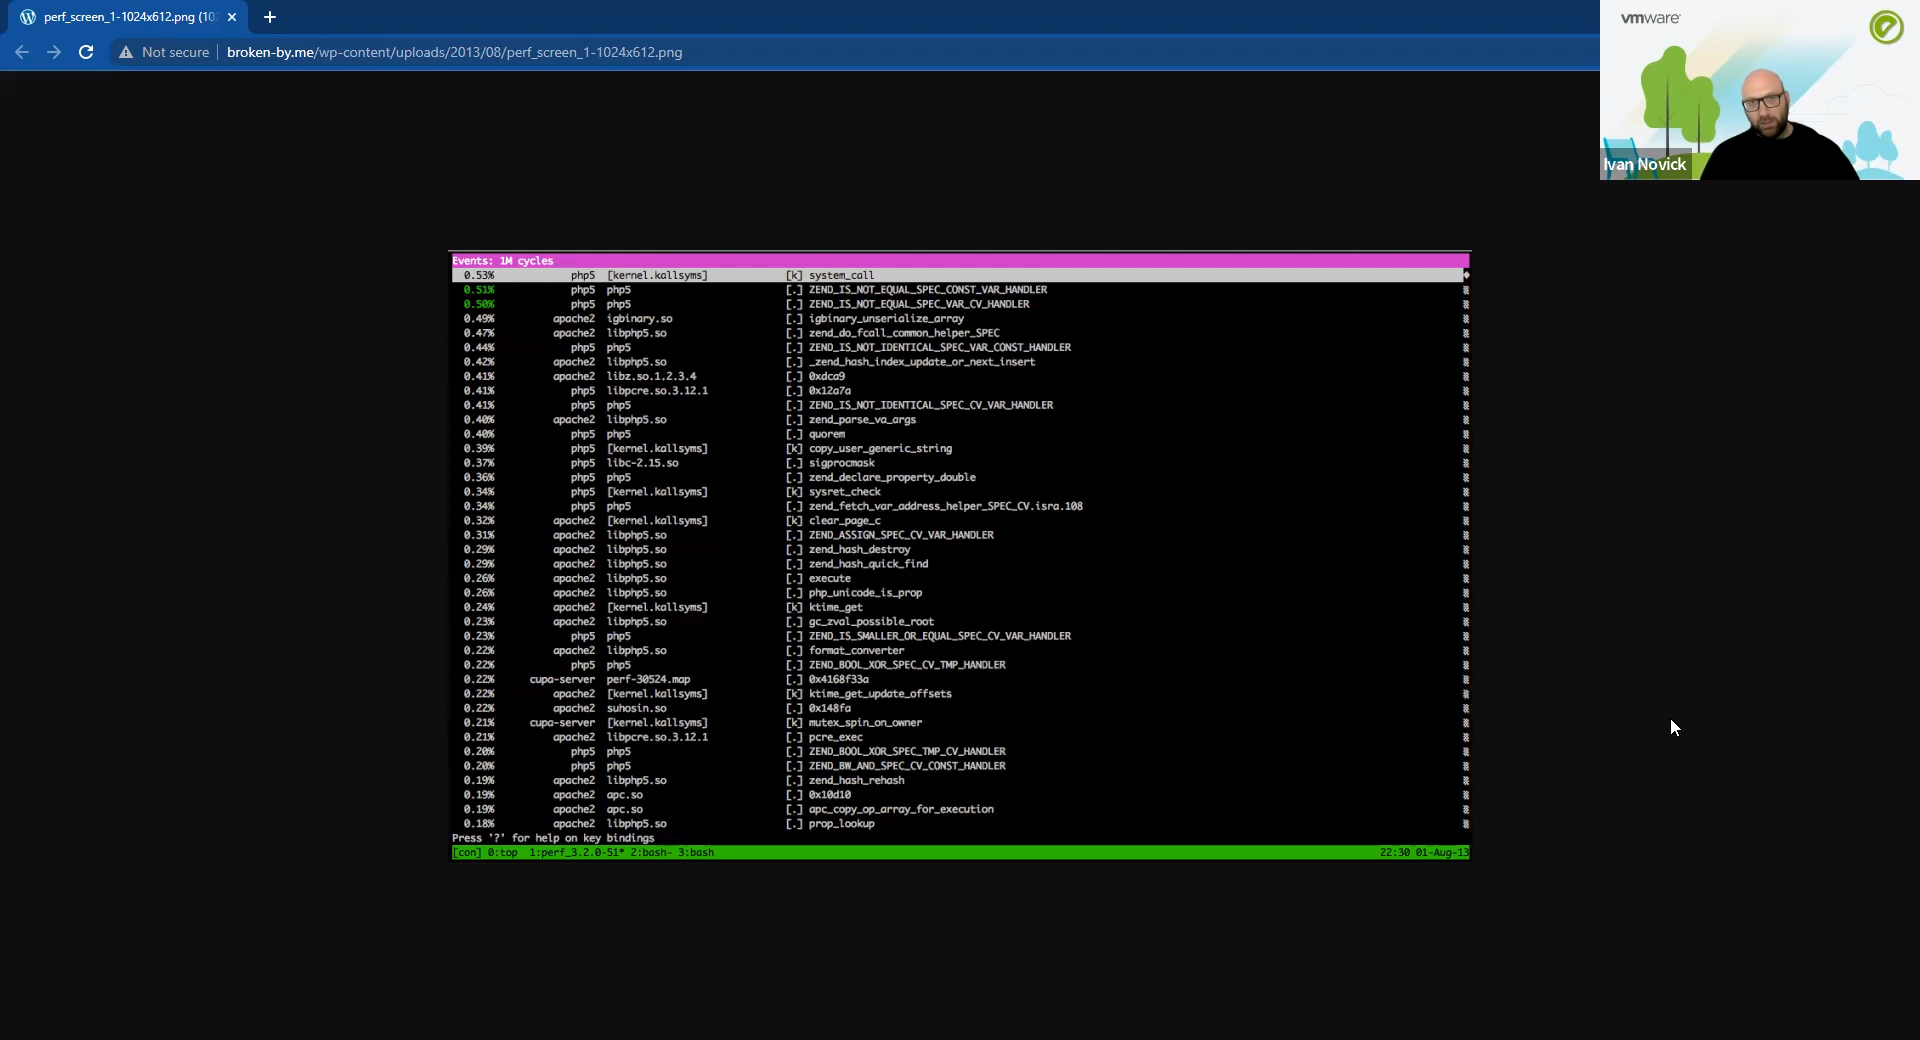 perf_screen_1-1024x612.png (10
Not secure broken-by.me/wp-content/uploads/2013/08/perf_screen_1-1024x612.png
vmware
Ivan Novick
Events: 1M cycles
0.53% php5 [kernel.kallsyms] [k] system_call
0.51% php5 php5 [.] ZEND_IS_NOT_EQUAL_SPEC_CONST_VAR_HANDLER
0.50% php5 php5 [.] ZEND_IS_NOT_EQUAL_SPEC_VAR_CV_HANDLER
0.49% apache2 igbinary.so [.] igbinary_unserialize_array
0.47% apache2 libphp5.so [.] zend_do_fcall_common_helper_SPEC
0.44% php5 php5 [.] ZEND_IS_NOT_IDENTICAL_SPEC_VAR_CONST_HANDLER
0.42% apache2 libphp5.so [.] _zend_hash_index_update_or_next_insert
0.41% apache2 libz.so.1.2.3.4 [.] 0xdca9
0.41% php5 libpcre.so.3.12.1 [.] 0x12a7a
0.41% php5 php5 [.] ZEND_IS_NOT_IDENTICAL_SPEC_CV_VAR_HANDLER
0.40% apache2 libphp5.so [.] zend_parse_va_args
0.40% php5 php5 [.] quorem
0.39% php5 [kernel.kallsyms] [k] copy_user_generic_string
0.37% php5 libc-2.15.so [.] sigprocmask
0.36% php5 php5 [.] zend_declare_property_double
0.34% php5 [kernel.kallsyms] [k] sysret_check
0.34% php5 php5 [.] zend_fetch_var_address_helper_SPEC_CV.isra.108
0.32% apache2 [kernel.kallsyms] [k] clear_page_c
0.31% apache2 libphp5.so [.] ZEND_ASSIGN_SPEC_CV_VAR_HANDLER
0.29% apache2 libphp5.so [.] zend_hash_destroy
0.29% apache2 libphp5.so [.] zend_hash_quick_find
0.26% apache2 libphp5.so [.] execute
0.26% apache2 libphp5.so [.] php_unicode_is_prop
0.24% apache2 [kernel.kallsyms] [k] ktime_get
0.23% apache2 libphp5.so [.] gc_zval_possible_root
0.23% php5 php5 [.] ZEND_IS_SMALLER_OR_EQUAL_SPEC_CV_VAR_HANDLER
0.22% apache2 libphp5.so [.] format_converter
0.22% php5 php5 [.] ZEND_BOOL_XOR_SPEC_CV_TMP_HANDLER
0.22% cupa-server perf-30524.map [.] 0x4168f33a
0.22% apache2 [kernel.kallsyms] [k] ktime_get_update_offsets
0.22% apache2 suhosin.so [.] 0x148fa
0.21% cupa-server [kernel.kallsyms] [k] mutex_spin_on_owner
0.21% apache2 libpcre.so.3.12.1 [.] pcre_exec
0.20% php5 php5 [.] ZEND_BOOL_XOR_SPEC_TMP_CV_HANDLER
0.20% php5 php5 [.] ZEND_BW_AND_SPEC_CV_CONST_HANDLER
0.19% apache2 libphp5.so [.] zend_hash_rehash
0.19% apache2 apc.so [.] 0x10d10
0.19% apache2 apc.so [.] apc_copy_op_array_for_execution
0.18% apache2 libphp5.so [.] prop_lookup
Press '?' for help on key bindings
[con] 0:top 1:perf_3.2.0-51* 2:bash- 3:bash 22:30 01-Aug-13